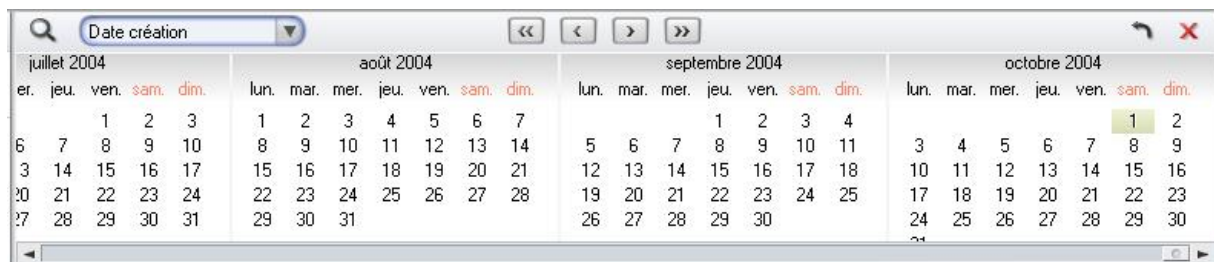 Date création
juillet 2004 août 2004 septembre 2004 octobre 2004
er. jeu. ven. sam. dim. lun. mar. mer. jeu. ven. sam. dim. lun. mar. mer. jeu. ven. sam. dim. lun. mar. mer. jeu. ven. sam. dim.
1 2 3 1 2 3 4 5 6 7 1 2 3 4 1 2
6 7 8 9 10 8 9 10 11 12 13 14 5 6 7 8 9 10 11 3 4 5 6 7 8 9
3 14 15 16 17 15 16 17 18 19 20 21 12 13 14 15 16 17 18 10 11 12 13 14 15 16
20 21 22 23 24 22 23 24 25 26 27 28 19 20 21 22 23 24 25 17 18 19 20 21 22 23
27 28 29 30 31 29 30 31 26 27 28 29 30 24 25 26 27 28 29 30
31